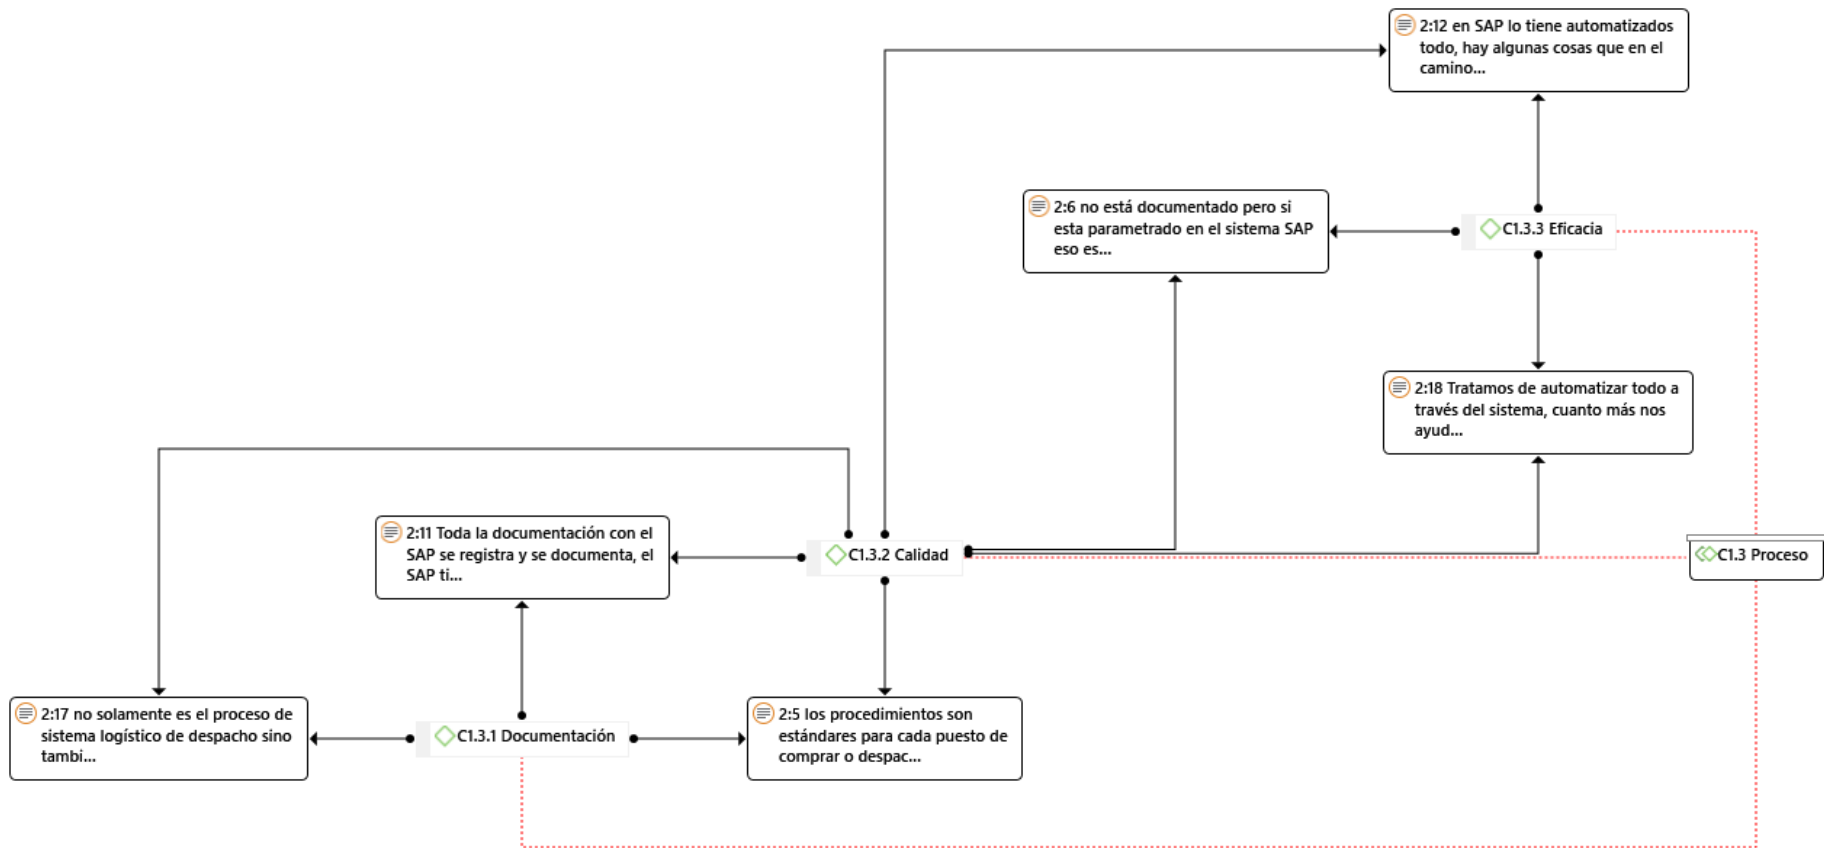 2:12 en SAP lo tiene automatizados
todo, hay algunas cosas que en el
camino...
2:6 no está documentado pero si
esta parametrado en el sistema SAP
eso es...
C1.3.3 Eficacia
2:18 Tratamos de automatizar todo a
través del sistema, cuanto más nos
ayud...
2:11 Toda la documentación con el
SAP se registra y se documenta, el
SAP ti...
C1.3.2 Calidad
C1.3 Proceso
2:17 no solamente es el proceso de
sistema logístico de despacho sino
tambi...
C1.3.1 Documentación
2:5 los procedimientos son
estándares para cada puesto de
comprar o despac...